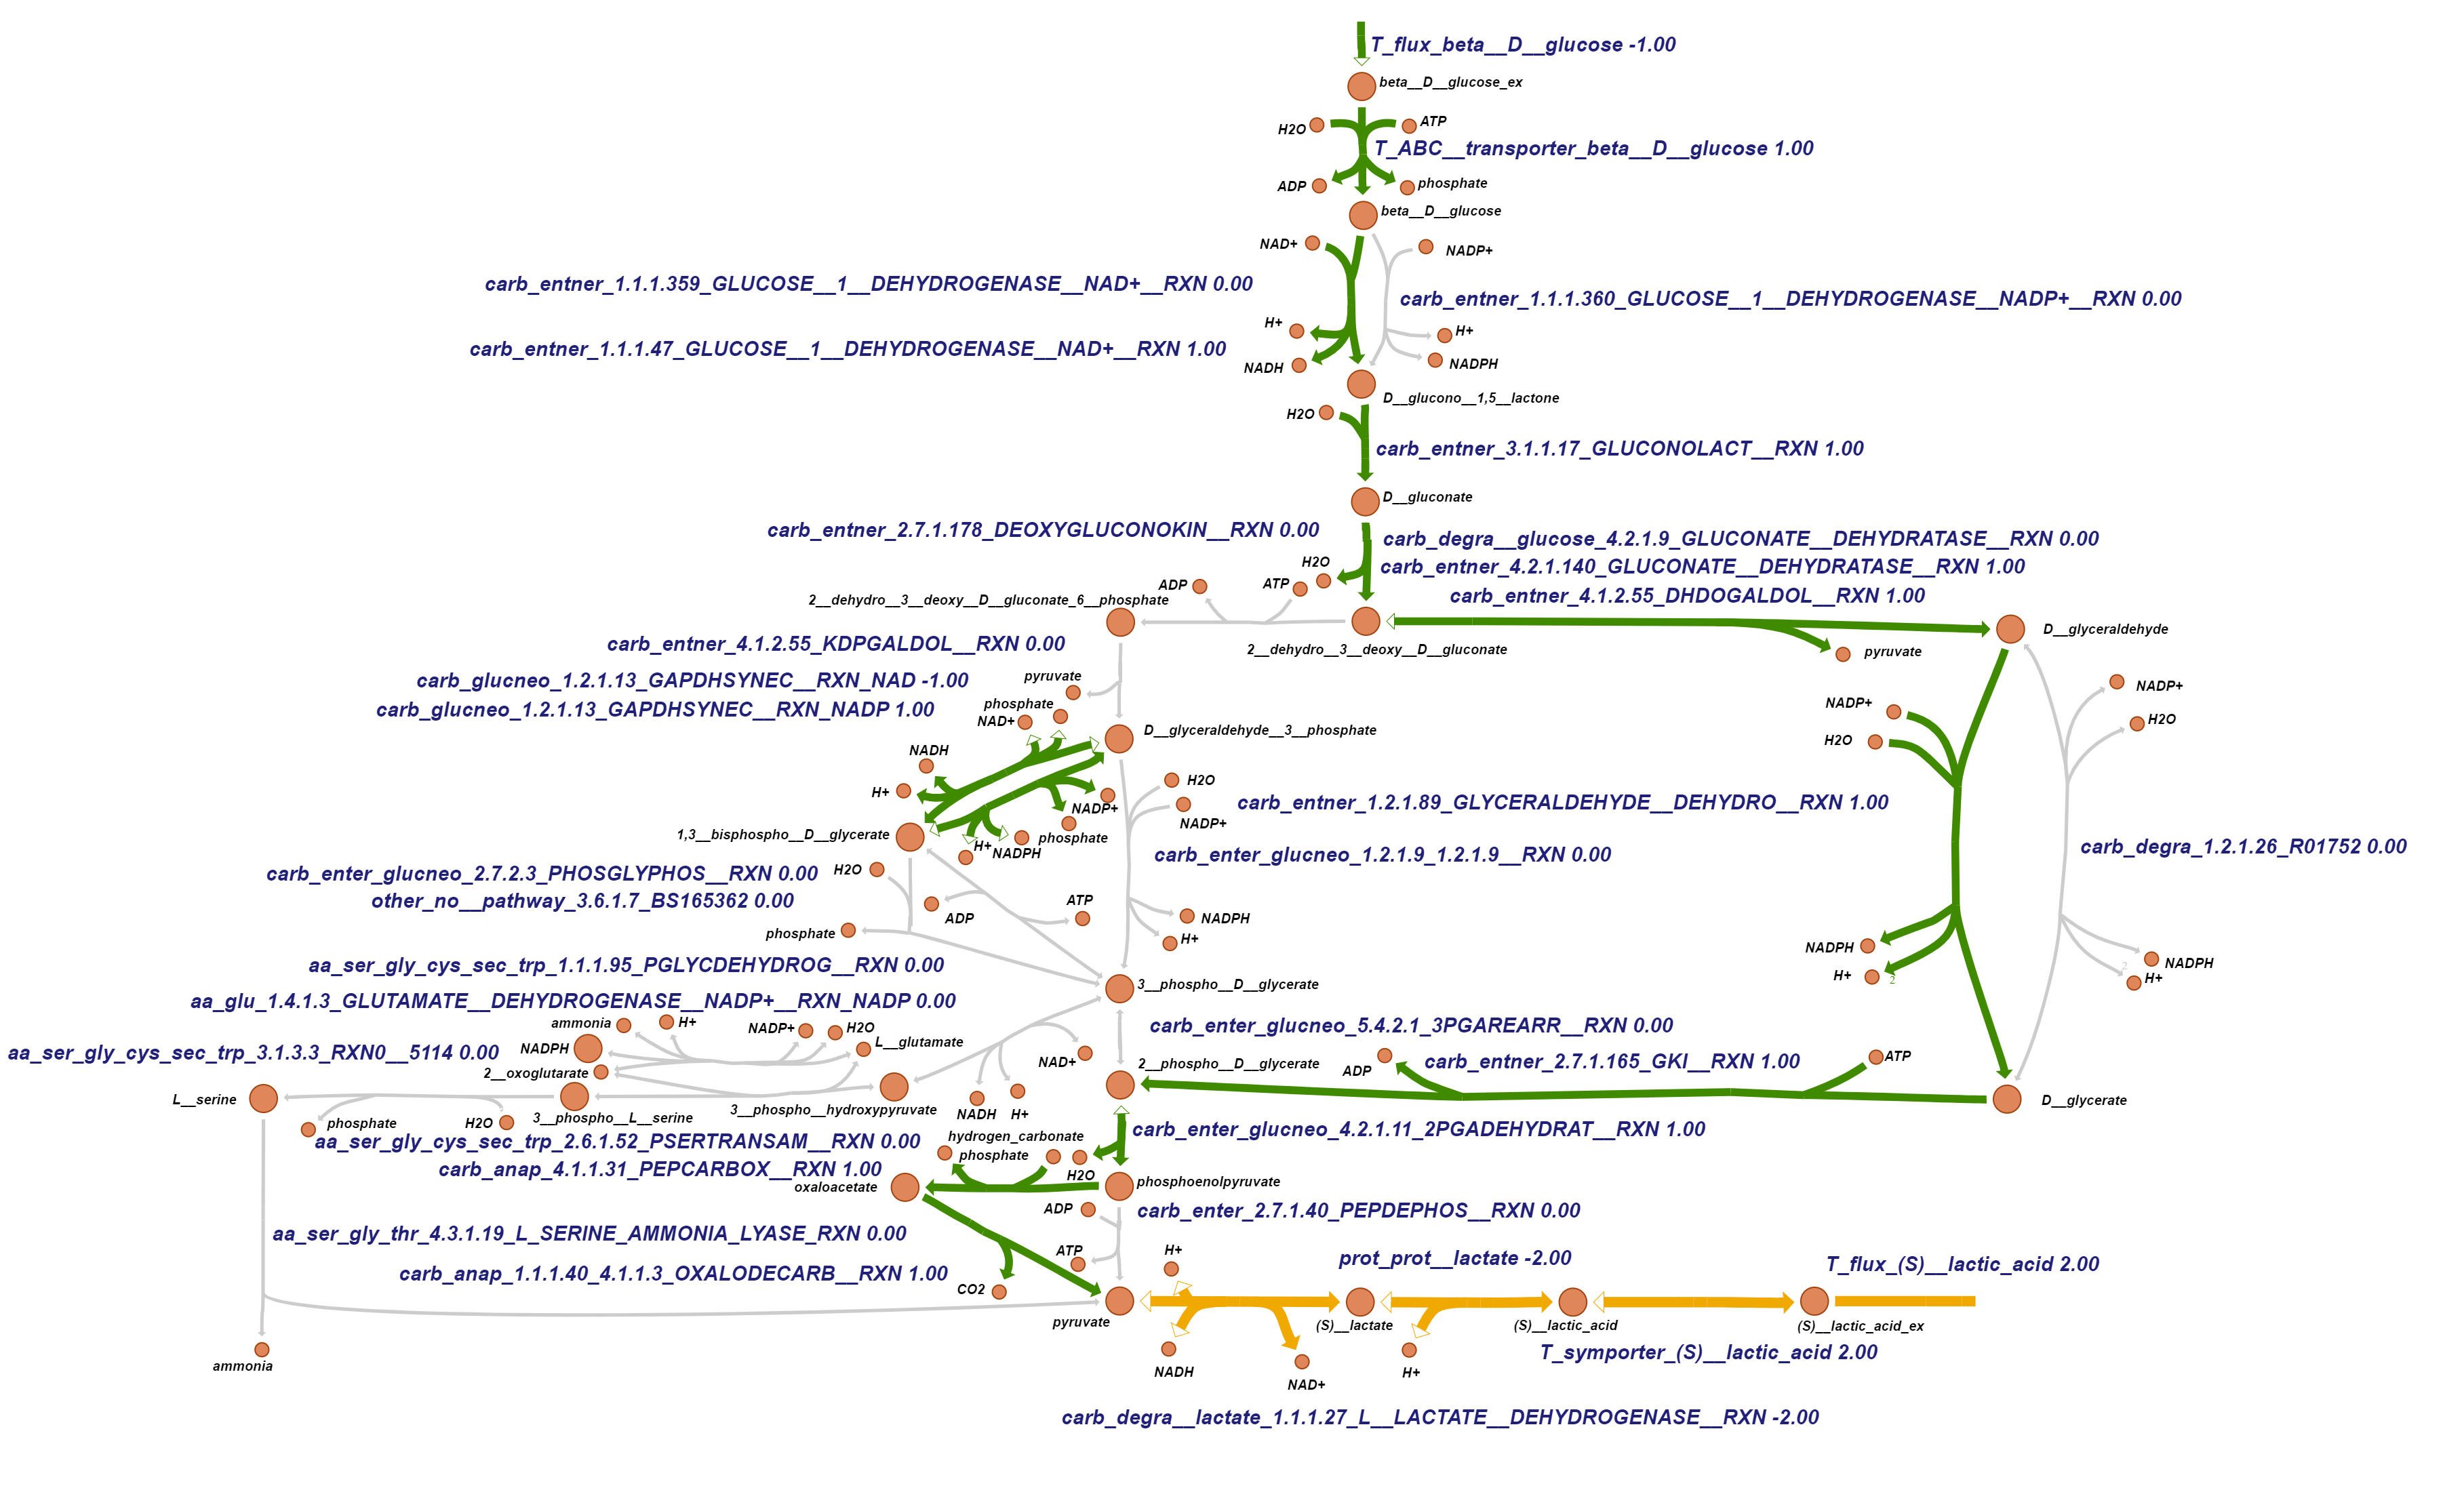 T_flux_beta__D__glucose -1.00
beta__D__glucose_ex
H2O
ATP
T_ABC__transporter_beta__D__glucose 1.00
ADP
phosphate
beta__D__glucose
NAD+
NADP+
carb_entner_1.1.1.359_GLUCOSE__1__DEHYDROGENASE__NAD+__RXN 0.00
carb_entner_1.1.1.360_GLUCOSE__1__DEHYDROGENASE__NADP+__RXN 0.00
H+
H+
carb_entner_1.1.1.47_GLUCOSE__1__DEHYDROGENASE__NAD+__RXN 1.00
NADH
NADPH
D__glucono__1,5__lactone
H2O
carb_entner_3.1.1.17_GLUCONOLACT__RXN 1.00
D__gluconate
carb_entner_2.7.1.178_DEOXYGLUCONOKIN__RXN 0.00
carb_degra__glucose_4.2.1.9_GLUCONATE__DEHYDRATASE__RXN 0.00
H2O
carb_entner_4.2.1.140_GLUCONATE__DEHYDRATASE__RXN 1.00
ADP
ATP
carb_entner_4.1.2.55_DHDOGALDOL__RXN 1.00
2__dehydro__3__deoxy__D__gluconate_6__phosphate
D__glyceraldehyde
carb_entner_4.1.2.55_KDPGALDOL__RXN 0.00
2__dehydro__3__deoxy__D__gluconate
pyruvate
carb_glucneo_1.2.1.13_GAPDHSYNEC__RXN_NAD -1.00
pyruvate
NADP+
phosphate
NADP+
carb_glucneo_1.2.1.13_GAPDHSYNEC__RXN_NADP 1.00
NAD+
H2O
D__glyceraldehyde__3__phosphate
H2O
NADH
H2O
H+
carb_entner_1.2.1.89_GLYCERALDEHYDE__DEHYDRO__RXN 1.00
NADP+
NADP+
1,3__bisphospho__D__glycerate
phosphate
H+
NADPH
carb_enter_glucneo_1.2.1.9_1.2.1.9__RXN 0.00
carb_degra_1.2.1.26_R01752 0.00
carb_enter_glucneo_2.7.2.3_PHOSGLYPHOS__RXN 0.00
H2O
other_no__pathway_3.6.1.7_BS165362 0.00
ATP
ADP
NADPH
phosphate
H+
NADPH
NADPH
aa_ser_gly_cys_sec_trp_1.1.1.95_PGLYCDEHYDROG__RXN 0.00
2
H+
2
H+
3__phospho__D__glycerate
aa_glu_1.4.1.3_GLUTAMATE__DEHYDROGENASE__NADP+__RXN_NADP 0.00
ammonia
H+
NADP+
H2O
carb_enter_glucneo_5.4.2.1_3PGAREARR__RXN 0.00
L__glutamate
aa_ser_gly_cys_sec_trp_3.1.3.3_RXN0__5114 0.00
NADPH
NAD+
2__phospho__D__glycerate
ADP
carb_entner_2.7.1.165_GKI__RXN 1.00
ATP
2__oxoglutarate
L__serine
3__phospho__hydroxypyruvate
D__glycerate
phosphate
H2O
3__phospho__L__serine
NADH
H+
aa_ser_gly_cys_sec_trp_2.6.1.52_PSERTRANSAM__RXN 0.00
hydrogen_carbonate
carb_enter_glucneo_4.2.1.11_2PGADEHYDRAT__RXN 1.00
phosphate
carb_anap_4.1.1.31_PEPCARBOX__RXN 1.00
H2O
oxaloacetate
phosphoenolpyruvate
ADP
carb_enter_2.7.1.40_PEPDEPHOS__RXN 0.00
aa_ser_gly_thr_4.3.1.19_L_SERINE_AMMONIA_LYASE_RXN 0.00
ATP
H+
prot_prot__lactate -2.00
T_flux_(S)__lactic_acid 2.00
carb_anap_1.1.1.40_4.1.1.3_OXALODECARB__RXN 1.00
CO2
pyruvate
(S)__lactate
(S)__lactic_acid
(S)__lactic_acid_ex
T_symporter_(S)__lactic_acid 2.00
ammonia
NADH
H+
NAD+
carb_degra__lactate_1.1.1.27_L__LACTATE__DEHYDROGENASE__RXN -2.00